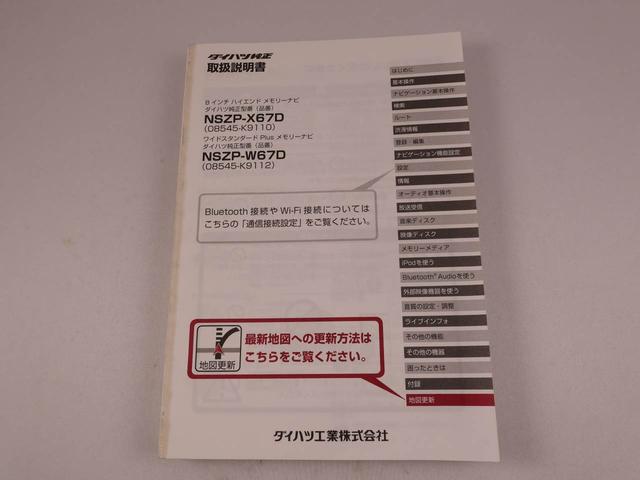 ダイハツ純正
取扱説明書
8インチ ハイエンド メモリーナビ
ダイハツ純正型番（品番）
NSZP-X67D
（08545-K9110）
ワイドスタンダード Plus メモリーナビ
ダイハツ純正型番（品番）
NSZP-W67D
（08545-K9112）
Bluetooth 接続や Wi-Fi 接続については
こちらの「通信接続設定」をご覧ください。
地図更新
最新地図への更新方法は
こちらをご覧ください。
ダイハツ工業株式会社
はじめに
基本操作
ナビゲーション基本操作
検索
ルート
渋滞情報
登録・編集
ナビゲーション機能設定
設定
情報
オーディオ基本操作
放送受信
音楽ディスク
映像ディスク
メモリーメディア
iPodを使う
Bluetooth® Audioを使う
外部映像機器を使う
音質の設定・調整
ライブインフォ
その他の機能
その他の機器
困ったときは
付録
地図更新